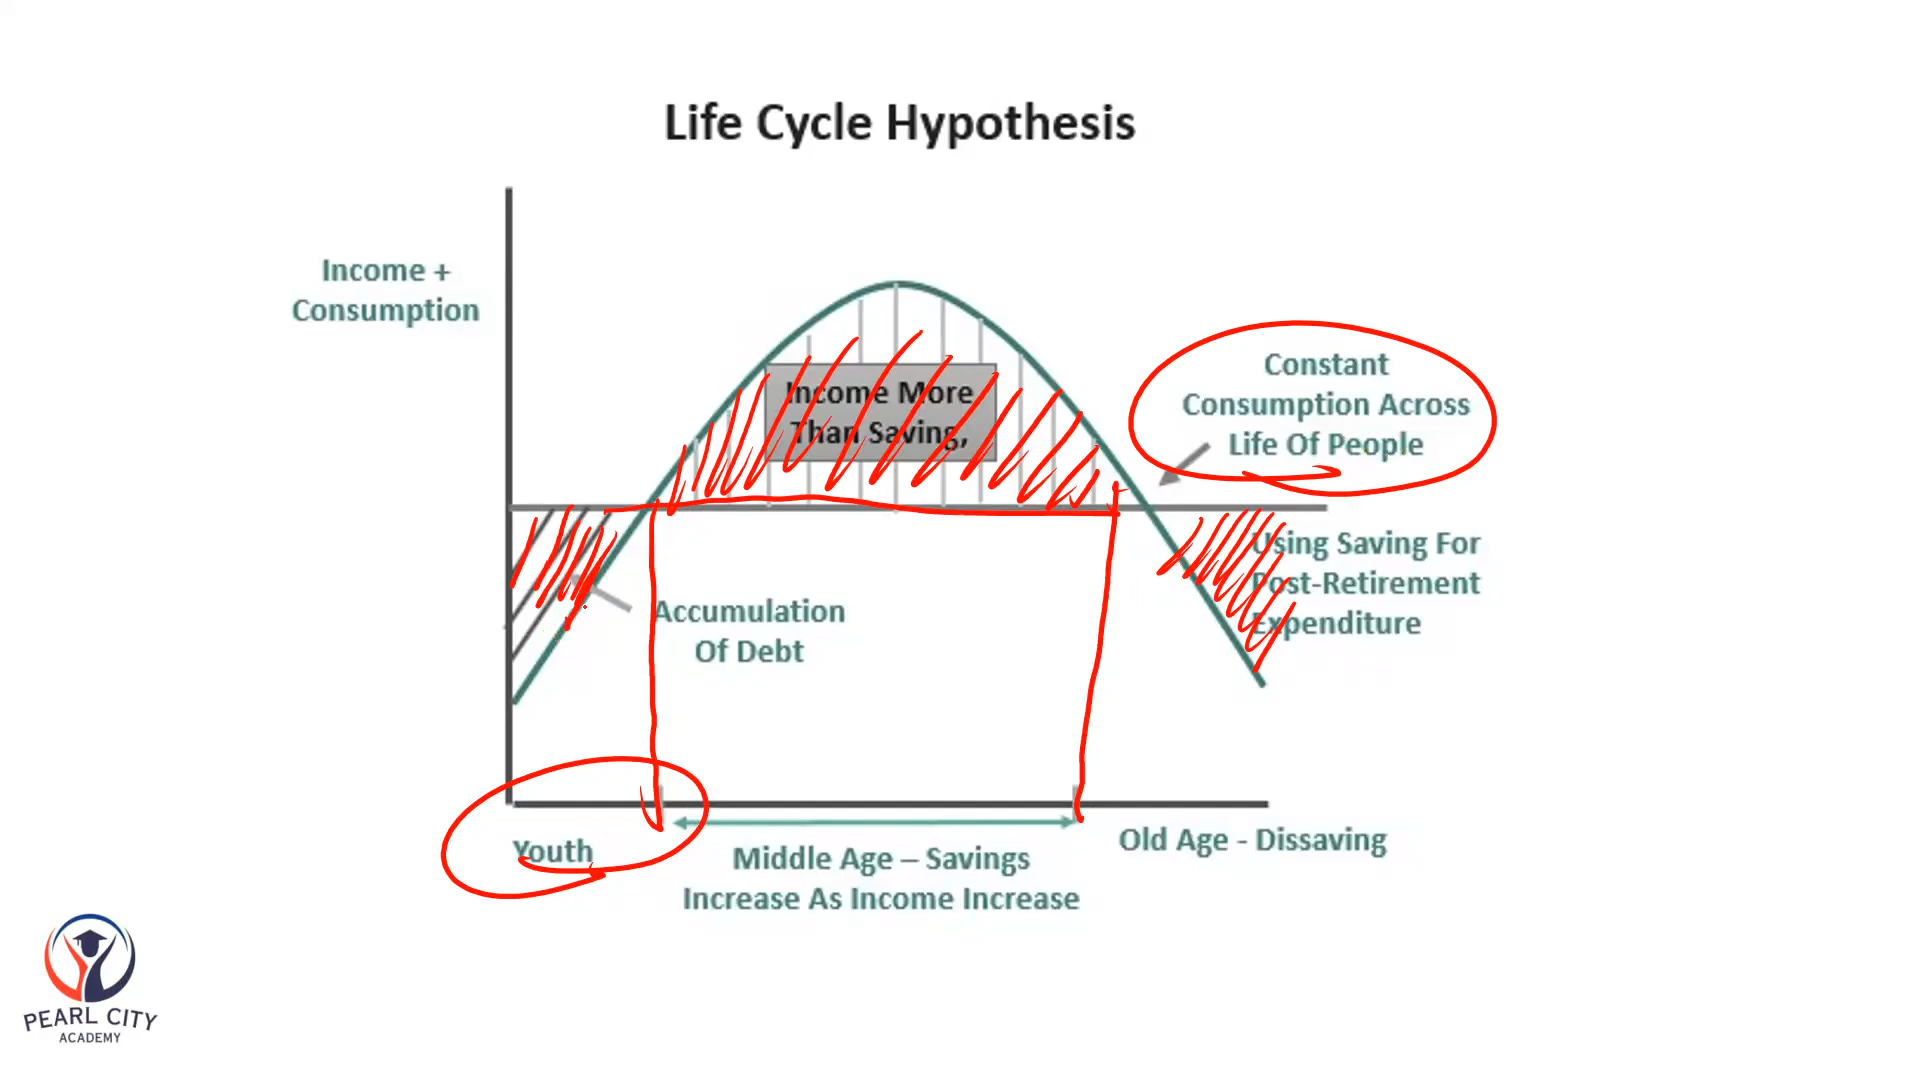 Life Cycle Hypothesis
Income +
Consumption
Income More
Than Saving,
Constant
Consumption Across
Life Of People
Using Saving For
Post-Retirement
Expenditure
Accumulation
Of Debt
Youth
Middle Age – Savings
Increase As Income Increase
Old Age - Dissaving
PEARL CITY
ACADEMY